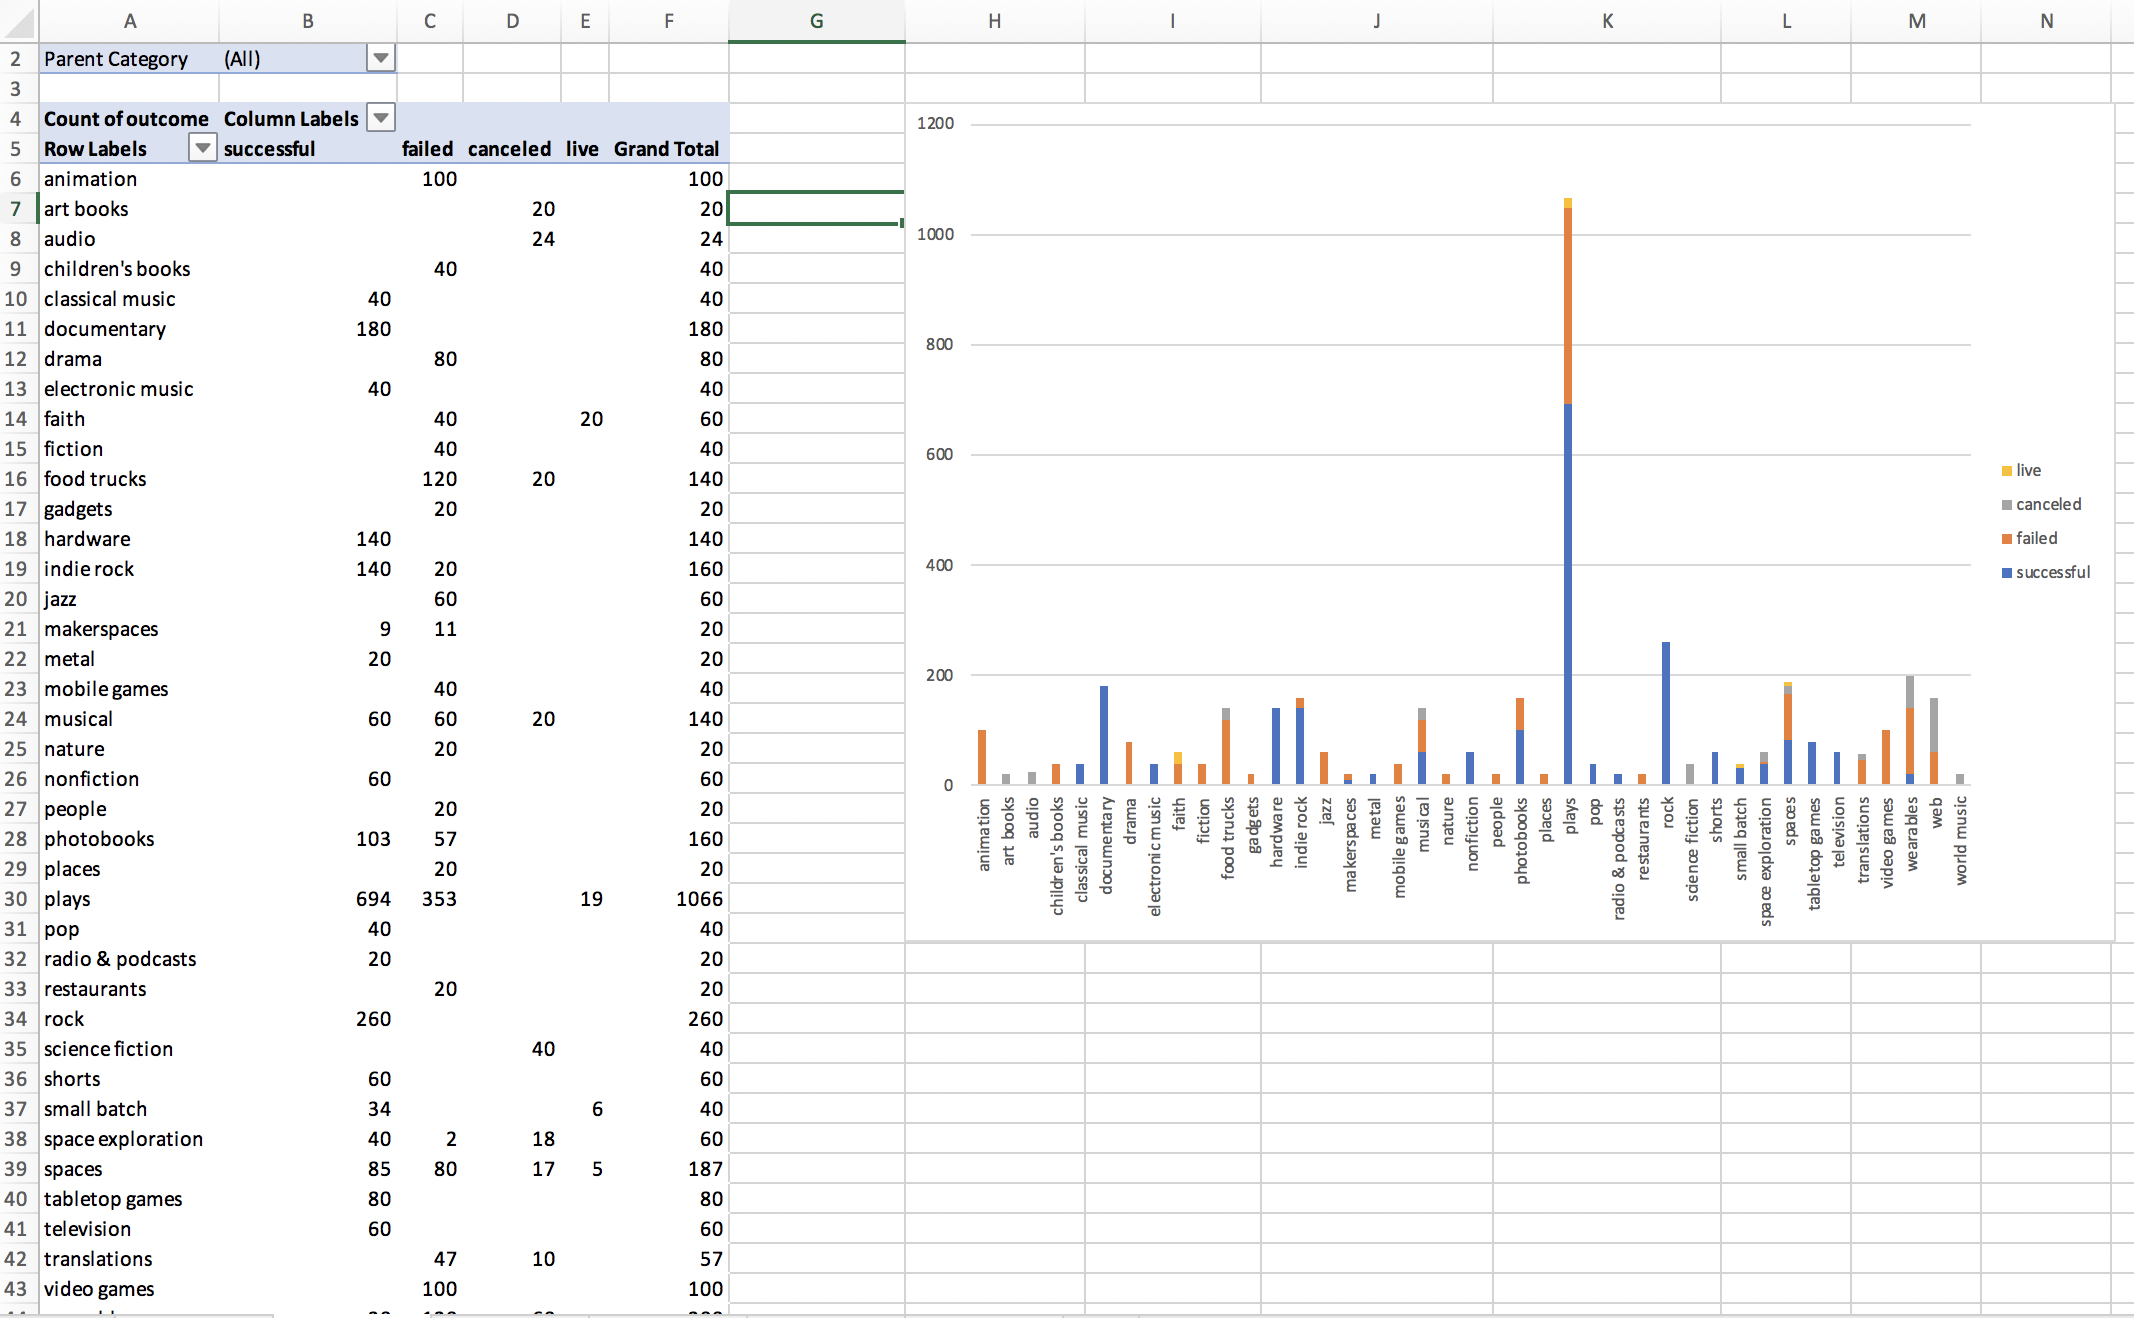 A B C D E F G H I J K L M N
2 Parent Category (All)
3
4 Count of outcome Column Labels
5 Row Labels successful failed canceled live Grand Total
6 animation 100 100
7 art books 20 20
8 audio 24 24
9 children's books 40 40
10 classical music 40 40
11 documentary 180 180
12 drama 80 80
13 electronic music 40 40
14 faith 40 20 60
15 fiction 40 40
16 food trucks 120 20 140
17 gadgets 20 20
18 hardware 140 140
19 indie rock 140 20 160
20 jazz 60 60
21 makerspaces 9 11 20
22 metal 20 20
23 mobile games 40 40
24 musical 60 60 20 140
25 nature 20 20
26 nonfiction 60 60
27 people 20 20
28 photobooks 103 57 160
29 places 20 20
30 plays 694 353 19 1066
31 pop 40 40
32 radio & podcasts 20 20
33 restaurants 20 20
34 rock 260 260
35 science fiction 40 40
36 shorts 60 60
37 small batch 34 6 40
38 space exploration 40 2 18 60
39 spaces 85 80 17 5 187
40 tabletop games 80 80
41 television 60 60
42 translations 47 10 57
43 video games 100 100
1200
1000
800
600
400
200
0
animation
art books
audio
children's books
classical music
documentary
drama
electronic music
faith
fiction
food trucks
gadgets
hardware
indie rock
jazz
makerspaces
metal
mobile games
musical
nature
nonfiction
people
photobooks
places
plays
pop
radio & podcasts
restaurants
rock
science fiction
shorts
small batch
space exploration
spaces
tabletop games
television
translations
video games
wearables
web
world music
live
canceled
failed
successful